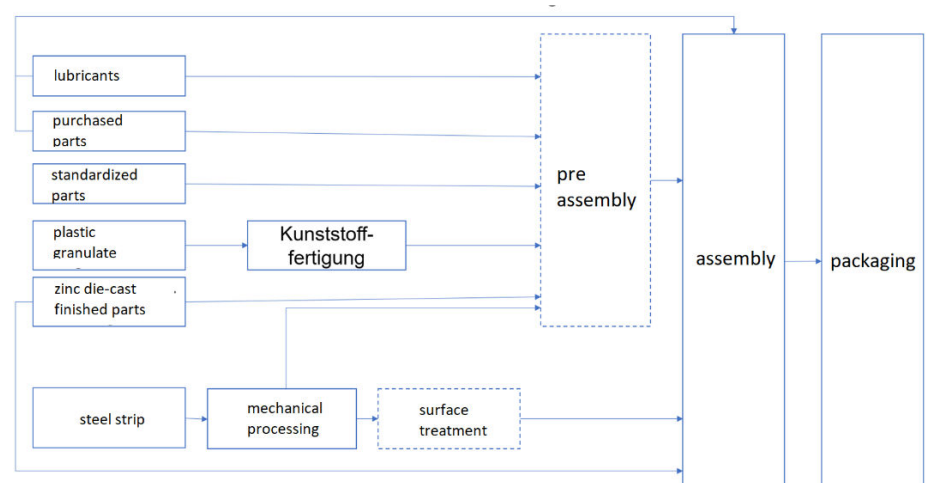 lubricants
purchased
parts
standardized
parts
plastic
granulate
Kunststoff-
fertigung
zinc die-cast
finished parts
steel strip
mechanical
processing
surface
treatment
pre
assembly
assembly
packaging